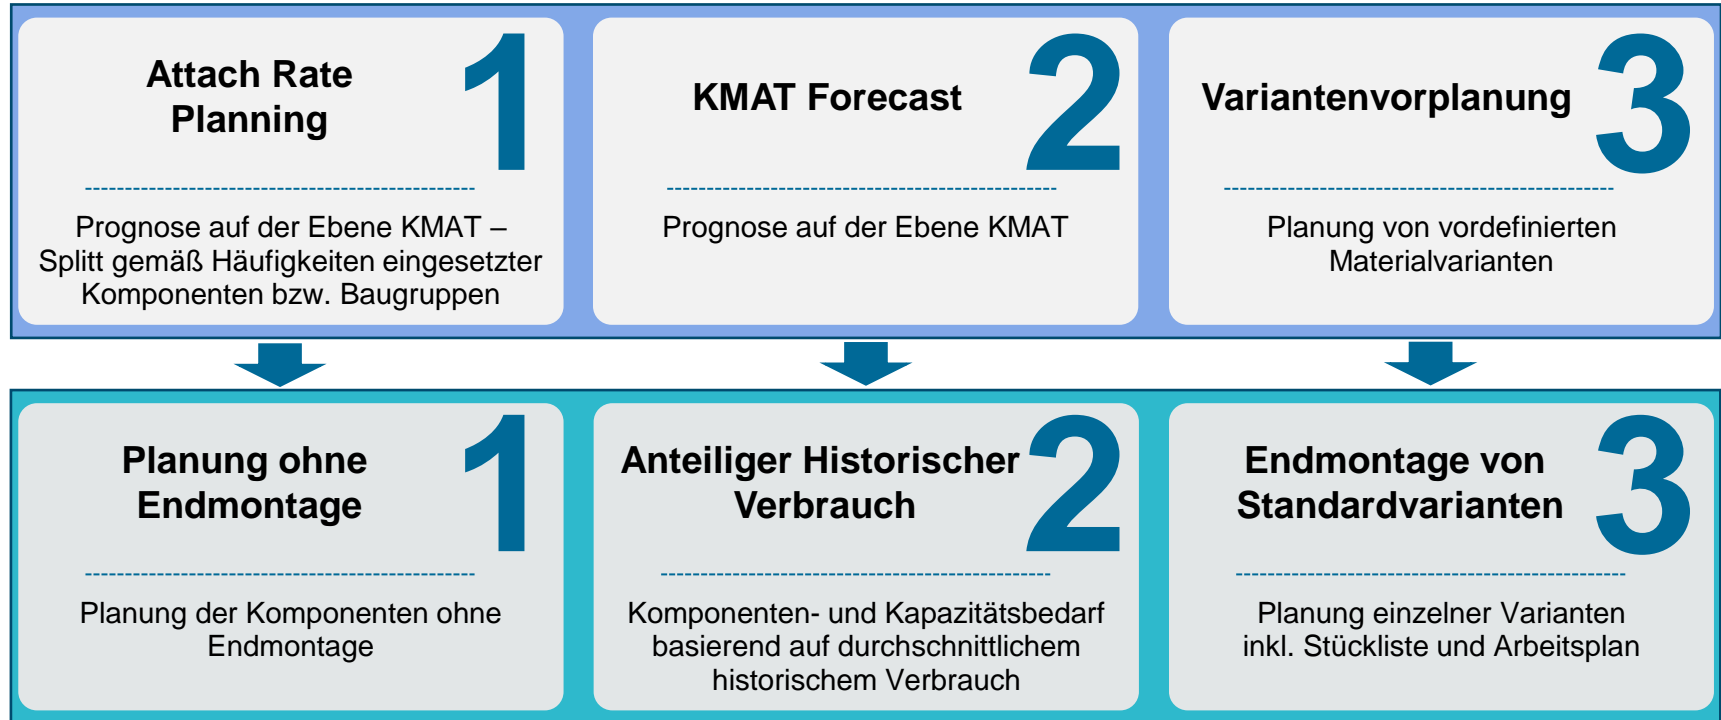 Attach Rate
Planning
1
Prognose auf der Ebene KMAT –
Splitt gemäß Häufigkeiten eingesetzter
Komponenten bzw. Baugruppen
KMAT Forecast
2
Prognose auf der Ebene KMAT
Variantenvorplanung
3
Planung von vordefinierten
Materialvarianten
Planung ohne
Endmontage
1
Planung der Komponenten ohne
Endmontage
Anteiliger Historischer
Verbrauch
2
Komponenten- und Kapazitätsbedarf
basierend auf durchschnittlichem
historischem Verbrauch
Endmontage von
Standardvarianten
3
Planung einzelner Varianten
inkl. Stückliste und Arbeitsplan